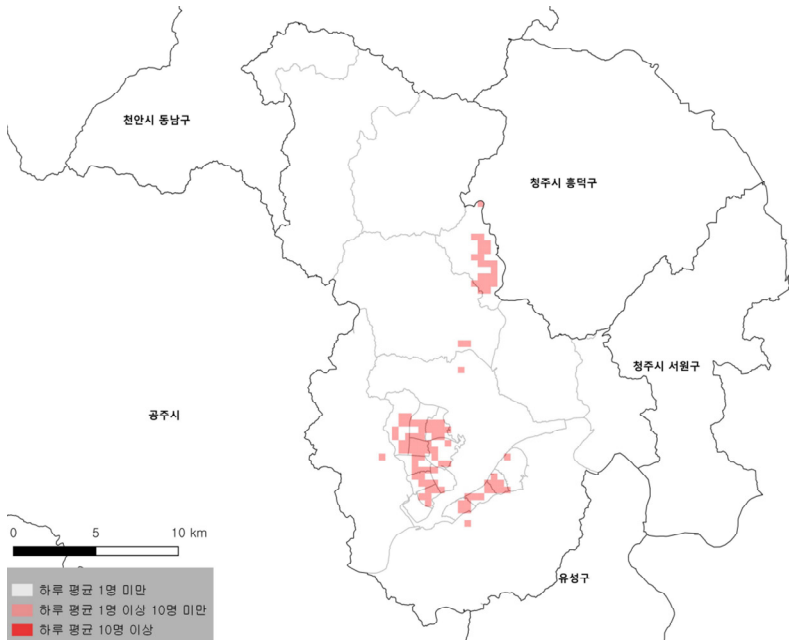 천안시 동남구
청주시 흥덕구
청주시 서원구
공주시
유성구
0 5 10 km
하루 평균 1명 미만
하루 평균 1명 이상 10명 미만
하루 평균 10명 이상